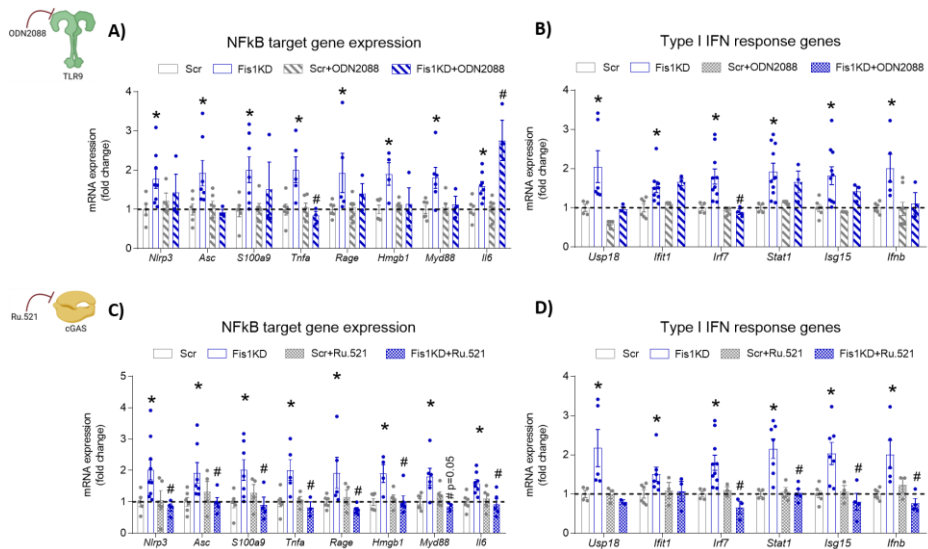 ODN2088
TLR9
A)
NFkB target gene expression
Scr Fis1KD Scr+ODN2088 Fis1KD+ODN2088
mRNA expression
(fold change)
4
3
2
1
0
* * * * * * * * # #
Nlrp3 Asc S100a9 Tnfa Rage Hmgb1 Myd88 Il6
B)
Type I IFN response genes
Scr Fis1KD Scr+ODN2088 Fis1KD+ODN2088
mRNA expression
(fold change)
4
3
2
1
0
* * * # * * *
Usp18 Ifit1 Irf7 Stat1 Isg15 Ifnb
Ru.521
cGAS
C)
NFkB target gene expression
Scr Fis1KD Scr+Ru.521 Fis1KD+Ru.521
mRNA expression
(fold change)
5
4
3
2
1
0
* # * # * # * # * # * # * # p=0.05 * #
Nlrp3 Asc S100a9 Tnfa Rage Hmgb1 Myd88 Il6
D)
Type I IFN response genes
Scr Fis1KD Scr+Ru.521 Fis1KD+Ru.521
mRNA expression
(fold change)
4
3
2
1
0
* * * # * # * # * #
Usp18 Ifit1 Irf7 Stat1 Isg15 Ifnb